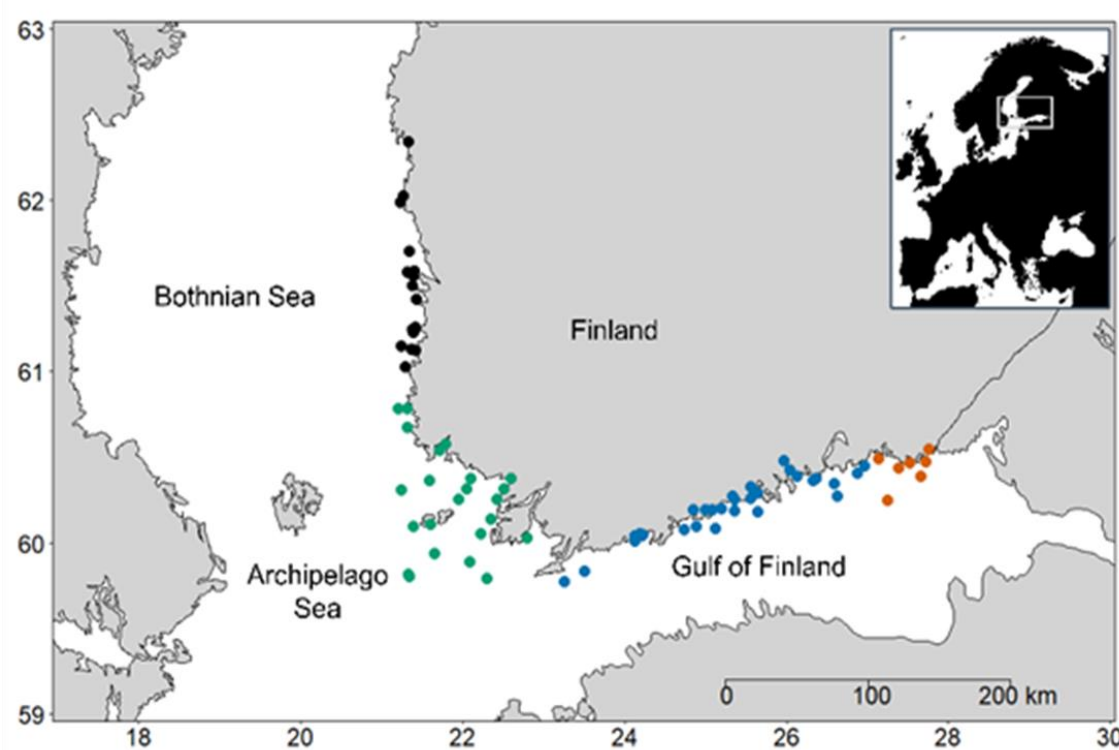 63
62
61
60
59
Bothnian Sea
Finland
Archipelago
Sea
Gulf of Finland
0 100 200 km
18 20 22 24 26 28 30